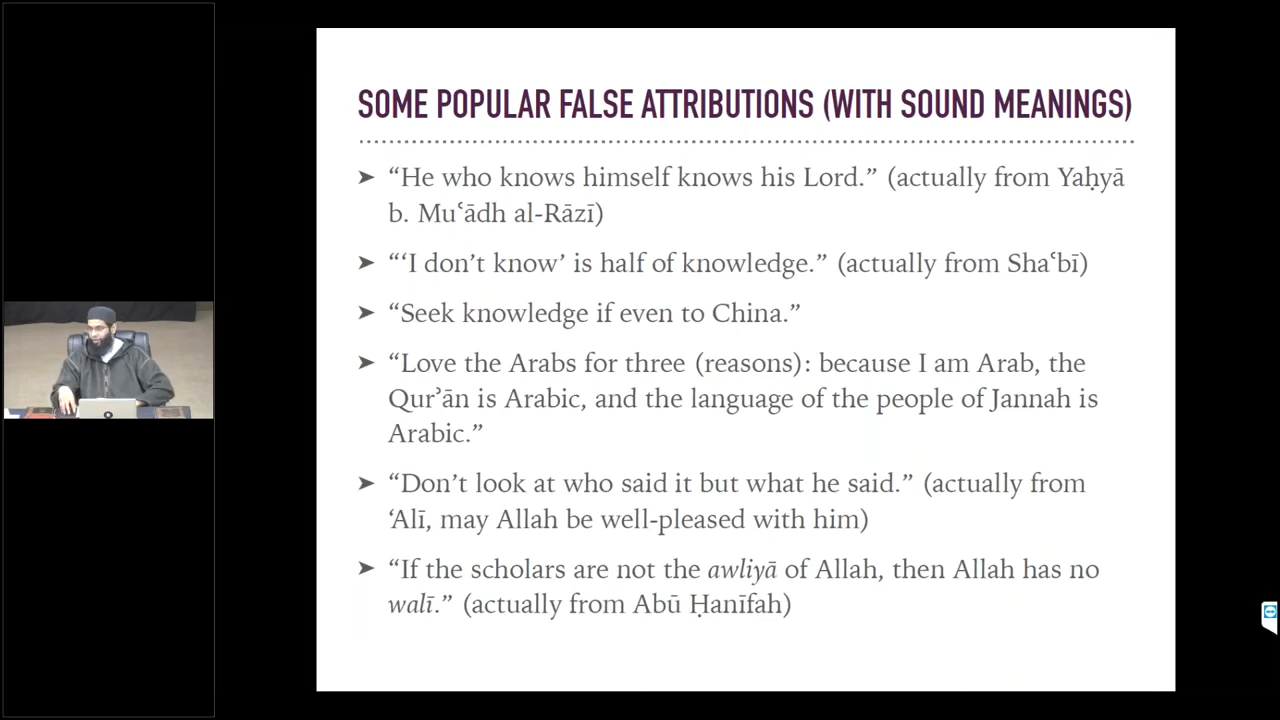 SOME POPULAR FALSE ATTRIBUTIONS (WITH SOUND MEANINGS)
➤ “He who knows himself knows his Lord.” (actually from Yaḥyā
b. Muʿādh al-Rāzī)
➤ “‘I don’t know’ is half of knowledge.” (actually from Shaʿbī)
➤ “Seek knowledge if even to China.”
➤ “Love the Arabs for three (reasons): because I am Arab, the
Qurʾān is Arabic, and the language of the people of Jannah is
Arabic.”
➤ “Don’t look at who said it but what he said.” (actually from
‘Alī, may Allah be well-pleased with him)
➤ “If the scholars are not the awliyā of Allah, then Allah has no
walī.” (actually from Abū Ḥanīfah)